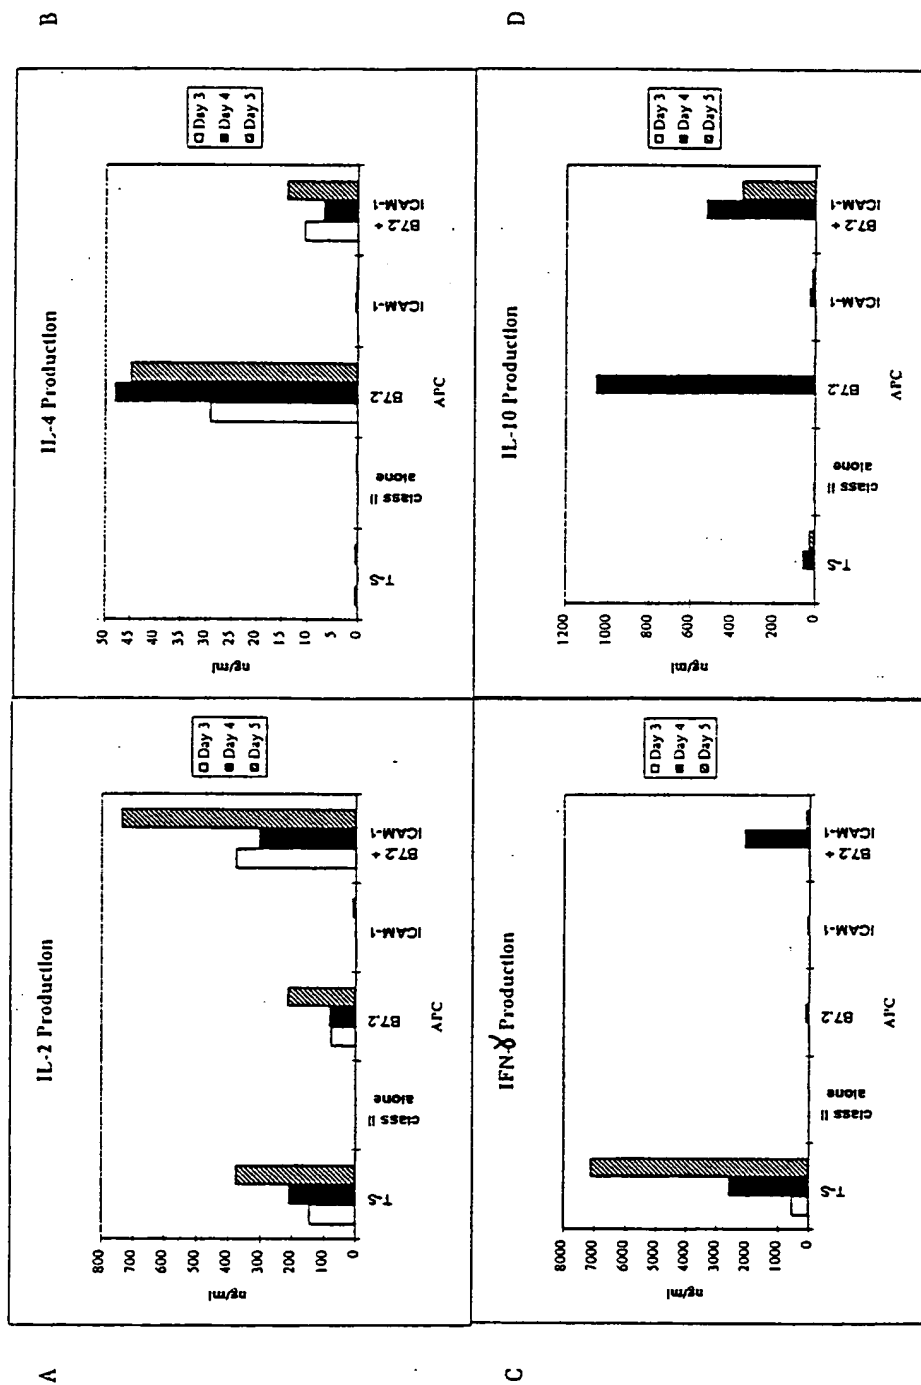 A
IL-2 Production
800
700
600
500
400
300
200
100
0
ng/ml
T-S
class II
alone
B7.2
ICAM-1
B7.2 +
ICAM-1
APC
Day 3
Day 4
Day 5
B
IL-4 Production
50
45
40
35
30
25
20
15
10
5
0
ng/ml
T-S
class II
alone
B7.2
ICAM-1
B7.2 +
ICAM-1
APC
Day 3
Day 4
Day 5
C
IFN-γ Production
8000
7000
6000
5000
4000
3000
2000
1000
0
ng/ml
T-S
class II
alone
B7.2
ICAM-1
B7.2 +
ICAM-1
APC
Day 3
Day 4
Day 5
D
IL-10 Production
1200
1000
800
600
400
200
0
ng/ml
T-S
class II
alone
B7.2
ICAM-1
B7.2 +
ICAM-1
APC
Day 3
Day 4
Day 5